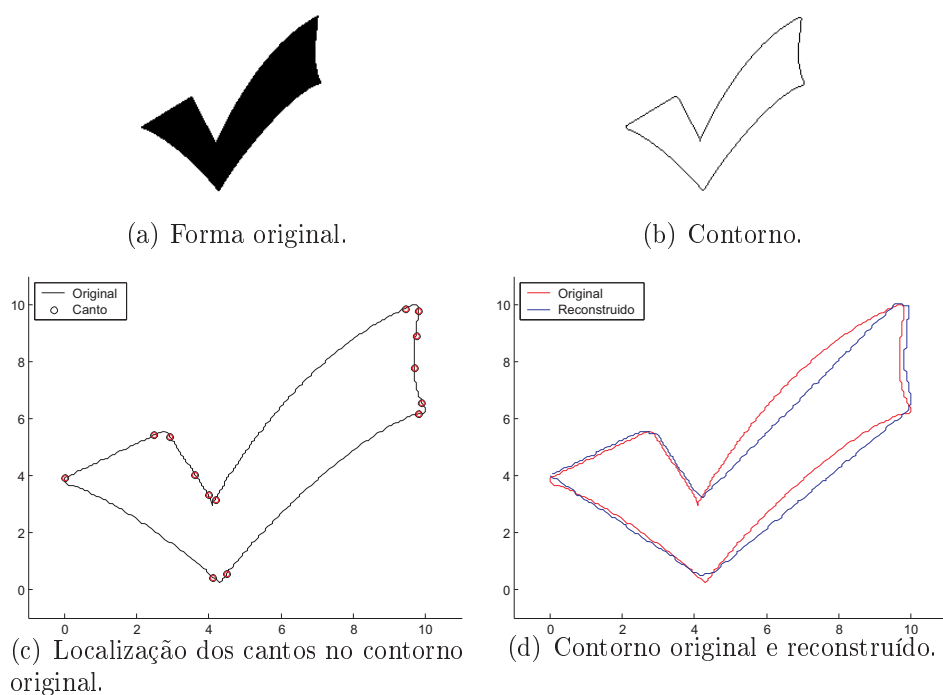 (a) Forma original.
(b) Contorno.
Original
Canto
10
8
6
4
2
0
0 2 4 6 8 10
(c) Localização dos cantos no contorno
original.
Original
Reconstruido
10
8
6
4
2
0
0 2 4 6 8 10
(d) Contorno original e reconstruído.